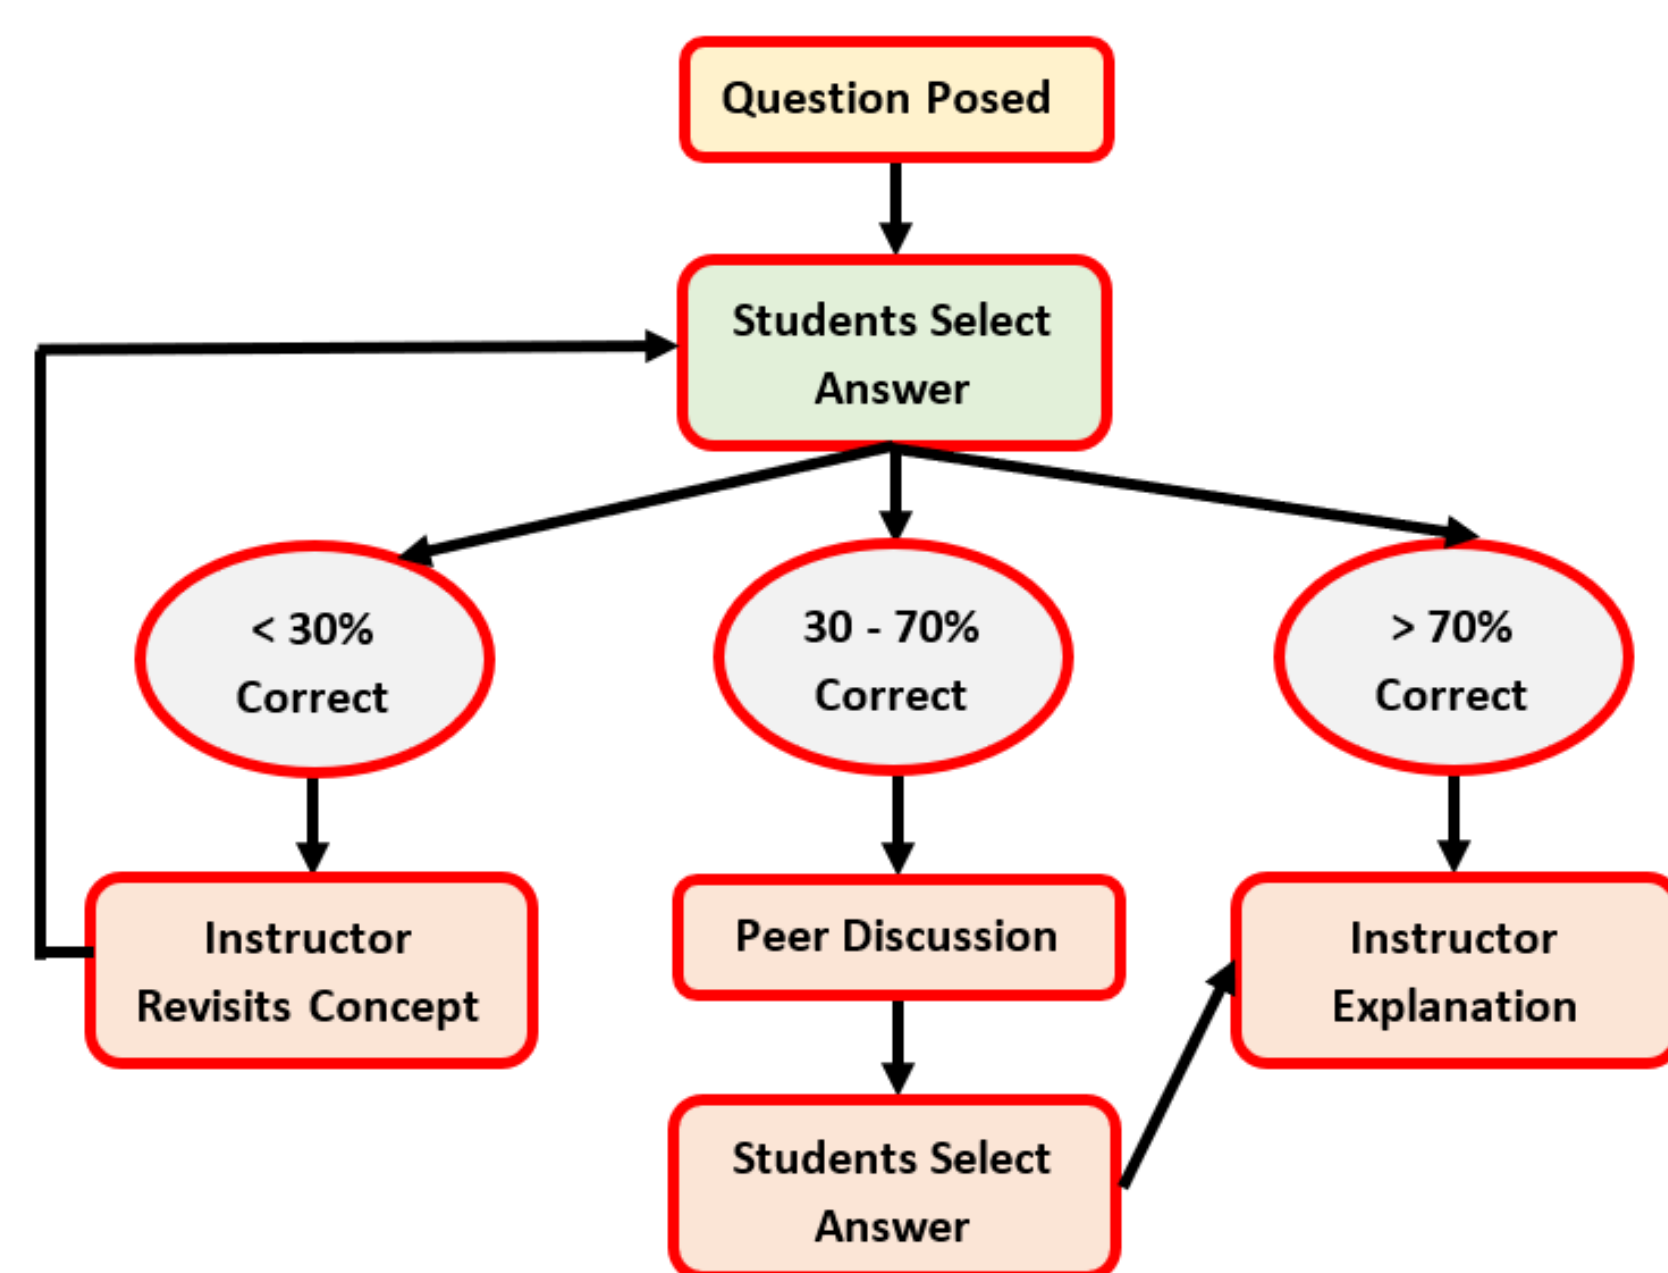 Question Posed
Students Select
Answer
< 30%
Correct
30 - 70%
Correct
> 70%
Correct
Instructor
Revisits Concept
Peer Discussion
Instructor
Explanation
Students Select
Answer